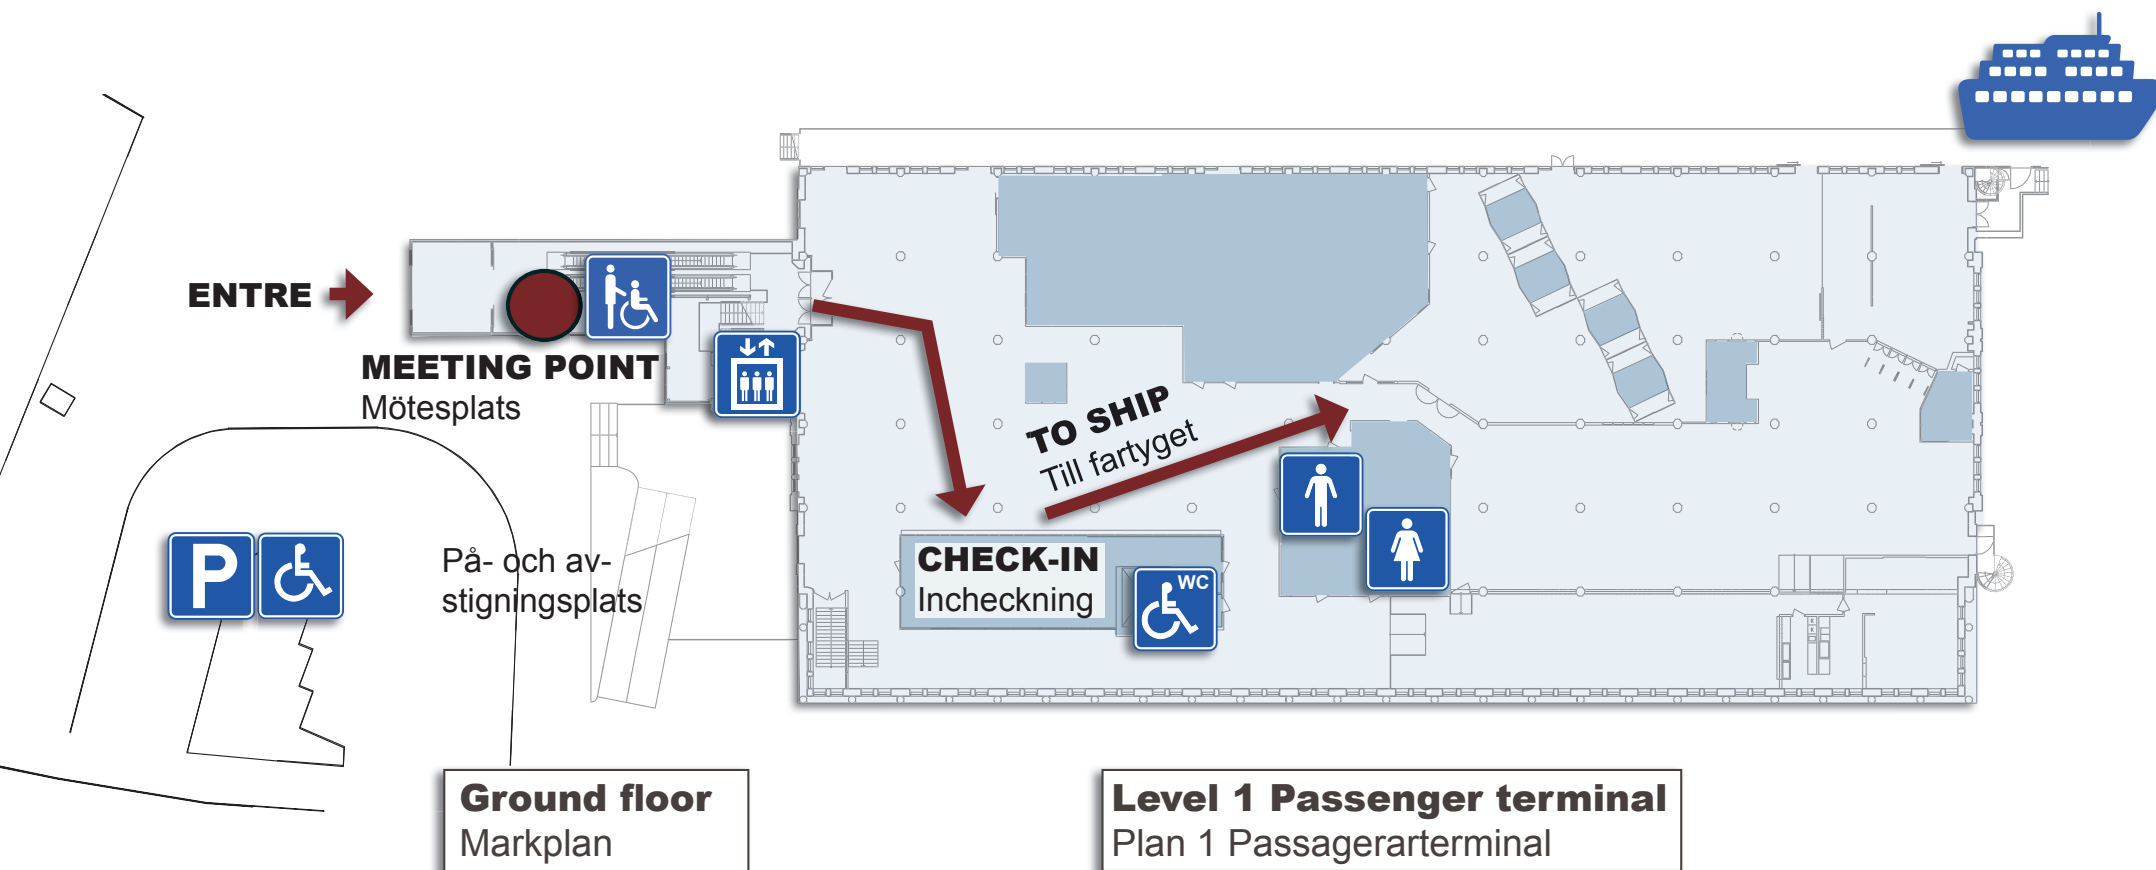 ENTRE
MEETING POINT
Mötesplats
TO SHIP
Till fartyget
P
På- och av-
stigningsplats
CHECK-IN
Incheckning
WC
Ground floor
Markplan
Level 1 Passenger terminal
Plan 1 Passagerarterminal